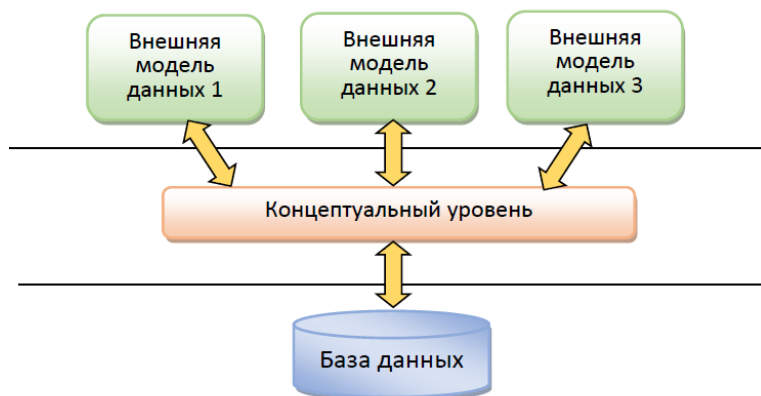 Внешняя
модель
данных 1
Внешняя
модель
данных 2
Внешняя
модель
данных 3
Концептуальный уровень
База данных